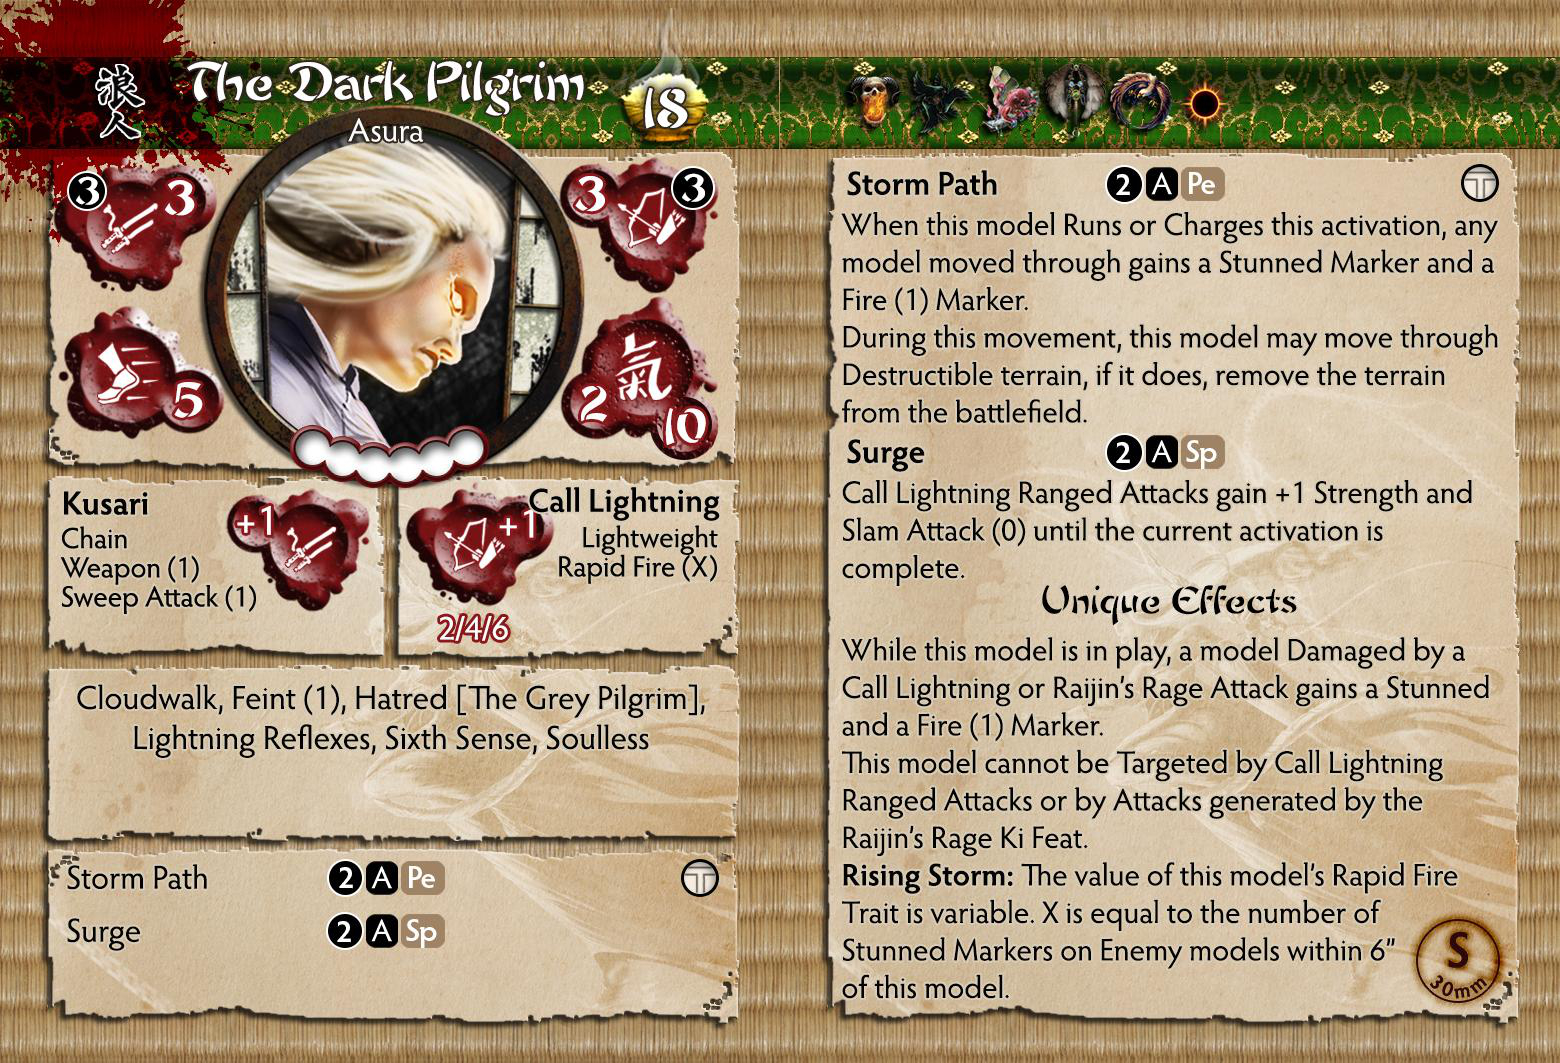 浪人
The Dark Pilgrim
18
Asura
3
3
3
3
5
氣
2
10
Kusari
+1
Chain
Weapon (1)
Sweep Attack (1)
Call Lightning
+1
Lightweight
Rapid Fire (X)
2/4/6
Cloudwalk, Feint (1), Hatred [The Grey Pilgrim],
Lightning Reflexes, Sixth Sense, Soulless
Storm Path 2 A Pe T
Surge 2 A Sp
Storm Path 2 A Pe T
When this model Runs or Charges this activation, any
model moved through gains a Stunned Marker and a
Fire (1) Marker.
During this movement, this model may move through
Destructible terrain, if it does, remove the terrain
from the battlefield.
Surge 2 A Sp
Call Lightning Ranged Attacks gain +1 Strength and
Slam Attack (0) until the current activation is
complete.
Unique Effects
While this model is in play, a model Damaged by a
Call Lightning or Raijin's Rage Attack gains a Stunned
and a Fire (1) Marker.
This model cannot be Targeted by Call Lightning
Ranged Attacks or by Attacks generated by the
Raijin's Rage Ki Feat.
Rising Storm: The value of this model's Rapid Fire
Trait is variable. X is equal to the number of
Stunned Markers on Enemy models within 6"
of this model.
S
30mm